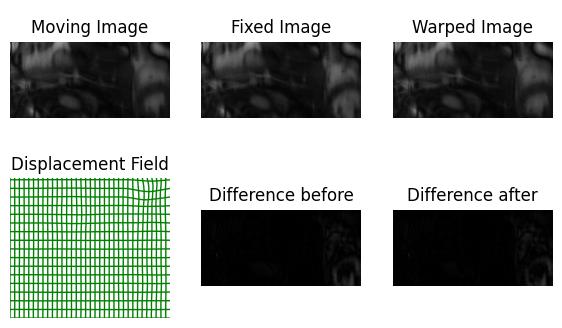 Moving Image
Fixed Image
Warped Image
Displacement Field
Difference before
Difference after